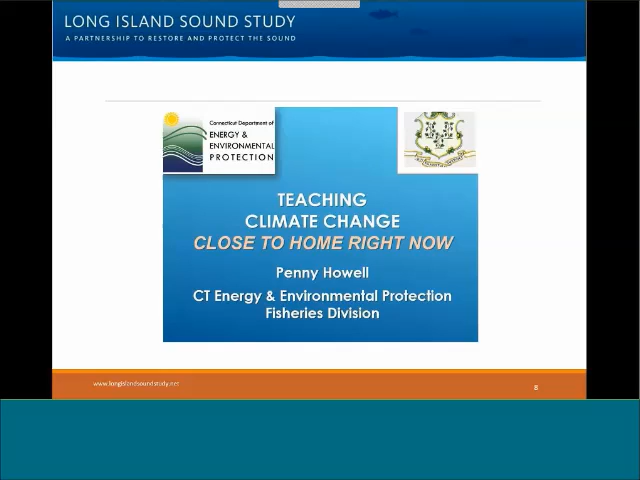 LONG ISLAND SOUND STUDY
A PARTNERSHIP TO RESTORE AND PROTECT THE SOUND
Connecticut Department of
ENERGY &
ENVIRONMENTAL
PROTECTION
TEACHING
CLIMATE CHANGE
CLOSE TO HOME RIGHT NOW
Penny Howell
CT Energy & Environmental Protection
Fisheries Division
www.longislandsoundstudy.net
8